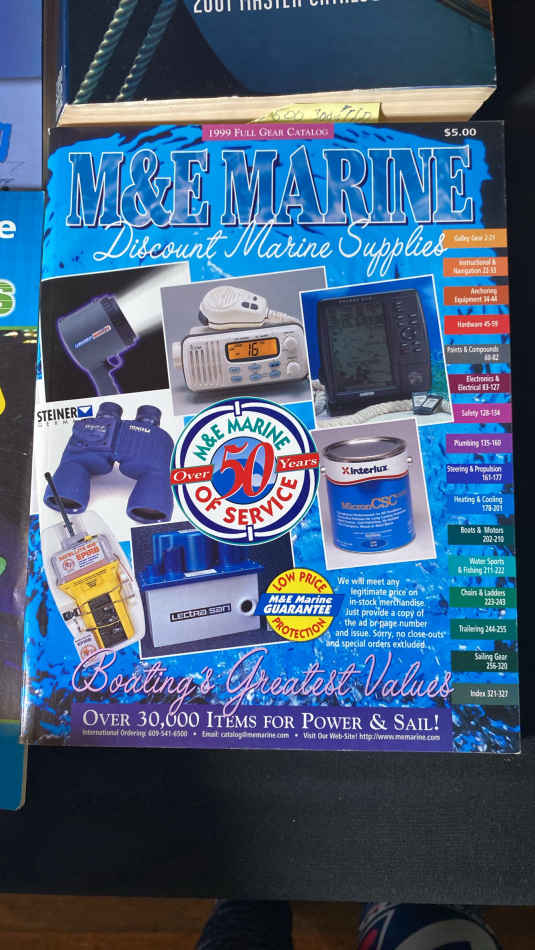 2001 MASTER CATALOG
1999 FULL GEAR CATALOG
$5.00
M&E MARINE
Discount Marine Supplies
Galley Gear 2-21
Instructional &
Navigation 22-33
Anchoring
Equipment 34-44
Hardware 45-59
Paints & Compounds
60-82
Electronics &
Electrical 83-127
Safety 128-134
Plumbing 135-160
Steering & Propulsion
161-177
Heating & Cooling
178-201
Boats & Motors
202-210
Water Sports
& Fishing 211-222
Chairs & Ladders
223-243
Trailering 244-255
Sailing Gear
256-320
Index 321-327
16
STEINER
GERMANY
M&E MARINE
Over 50 Years
OF SERVICE
Interlux
Micron CSC
SATELLITE
EPIRB
LECTRA SAN
LOW PRICE
M&E Marine
GUARANTEE
PROTECTION
We will meet any
legitimate price on
in-stock merchandise
Just provide a copy of
the ad or page number
and issue. Sorry, no close-outs
and special orders excluded.
Boating's Greatest Values
OVER 30,000 ITEMS FOR POWER & SAIL!
International Ordering: 609-541-6500 • Email: catalog@memarine.com • Visit Our Web-Site! http://www.memarine.com
e
s